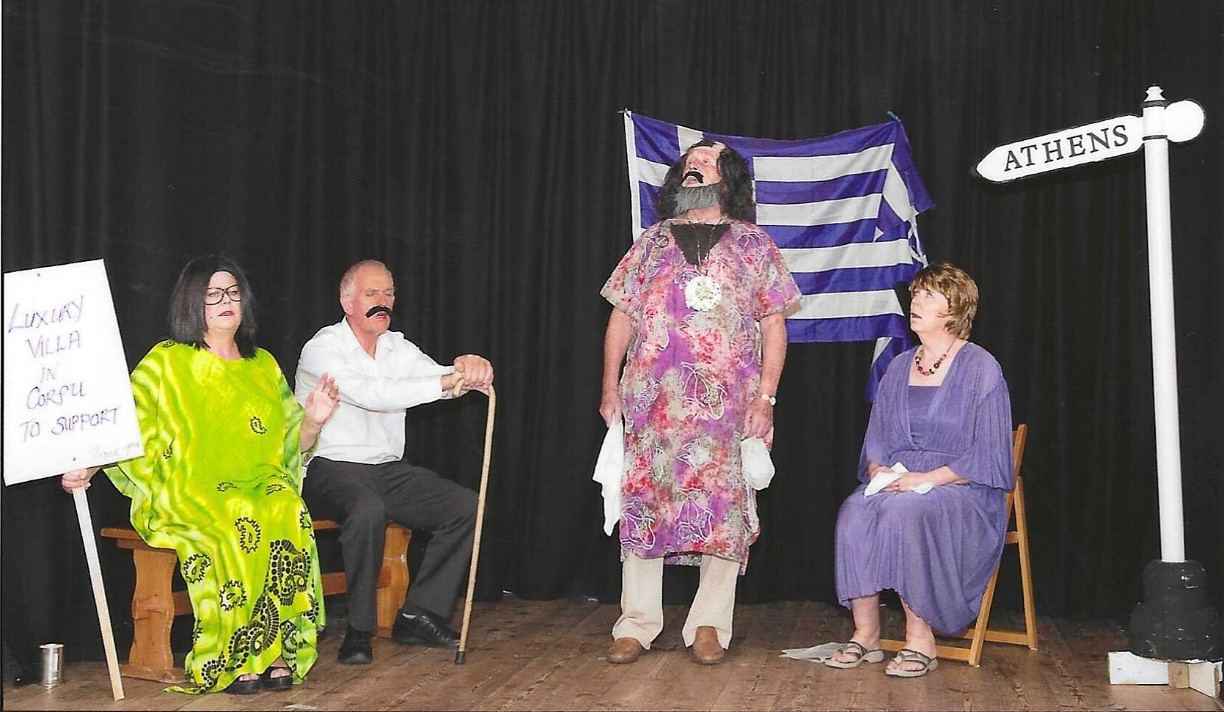 LUXURY
VILLA
IN
CORFU
TO SUPPORT
ATHENS